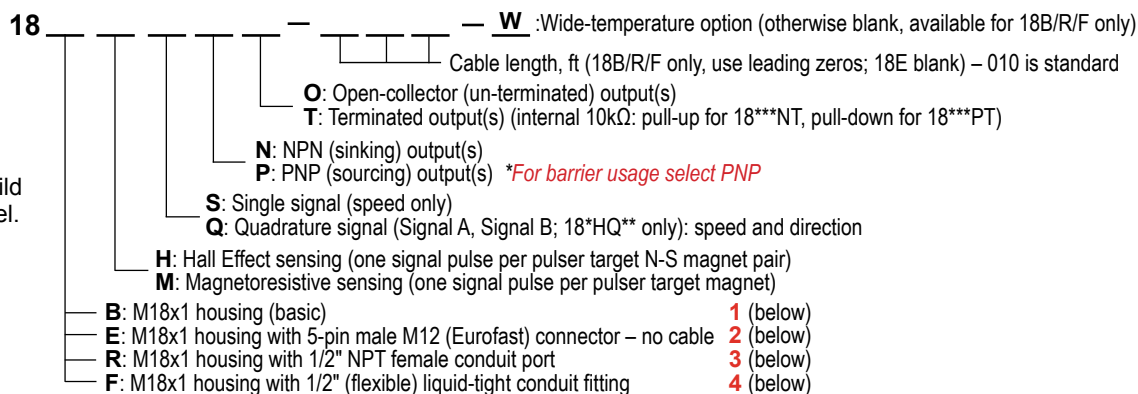 18__ __ __ __ __ – __ __ __ – W :Wide-temperature option (otherwise blank, available for 18B/R/F only)
Cable length, ft (18B/R/F only, use leading zeros; 18E blank) – 010 is standard
O: Open-collector (un-terminated) output(s)
T: Terminated output(s) (internal 10kΩ: pull-up for 18***NT, pull-down for 18***PT)
N: NPN (sinking) output(s)
P: PNP (sourcing) output(s) *For barrier usage select PNP
ild
el.
S: Single signal (speed only)
Q: Quadrature signal (Signal A, Signal B; 18*HQ** only): speed and direction
H: Hall Effect sensing (one signal pulse per pulser target N-S magnet pair)
M: Magnetoresistive sensing (one signal pulse per pulser target magnet)
B: M18x1 housing (basic) 1 (below)
E: M18x1 housing with 5-pin male M12 (Eurofast) connector – no cable 2 (below)
R: M18x1 housing with 1/2" NPT female conduit port 3 (below)
F: M18x1 housing with 1/2" (flexible) liquid-tight conduit fitting 4 (below)